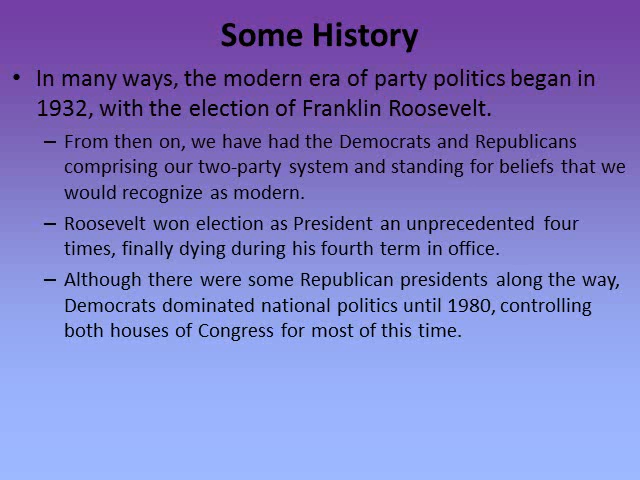 Some History
• In many ways, the modern era of party politics began in
1932, with the election of Franklin Roosevelt.
– From then on, we have had the Democrats and Republicans
comprising our two-party system and standing for beliefs that we
would recognize as modern.
– Roosevelt won election as President an unprecedented four
times, finally dying during his fourth term in office.
– Although there were some Republican presidents along the way,
Democrats dominated national politics until 1980, controlling
both houses of Congress for most of this time.